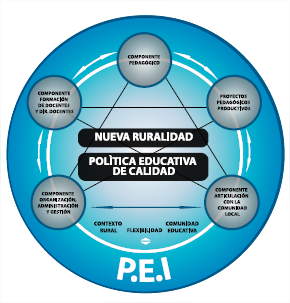 COMPONENTE
PEDAGÓGICO
COMPONENTE
FORMACIÓN
DE DOCENTES
Y DIR. DOCENTES
PROYECTOS
PEDAGÓGICOS
PRODUCTIVOS
NUEVA RURALIDAD
POLÌTICA EDUCATIVA
DE CALIDAD
COMPONENTE
ORGANIZACIÓN,
ADMINISTRACIÓN
Y GESTIÓN
COMPONENTE
ARTICULACIÓN
CON LA
COMUNIDAD
LOCAL
CONTEXTO
RURAL
FLEXIBILIDAD
COMUNIDAD
EDUCATIVA
P.E.I